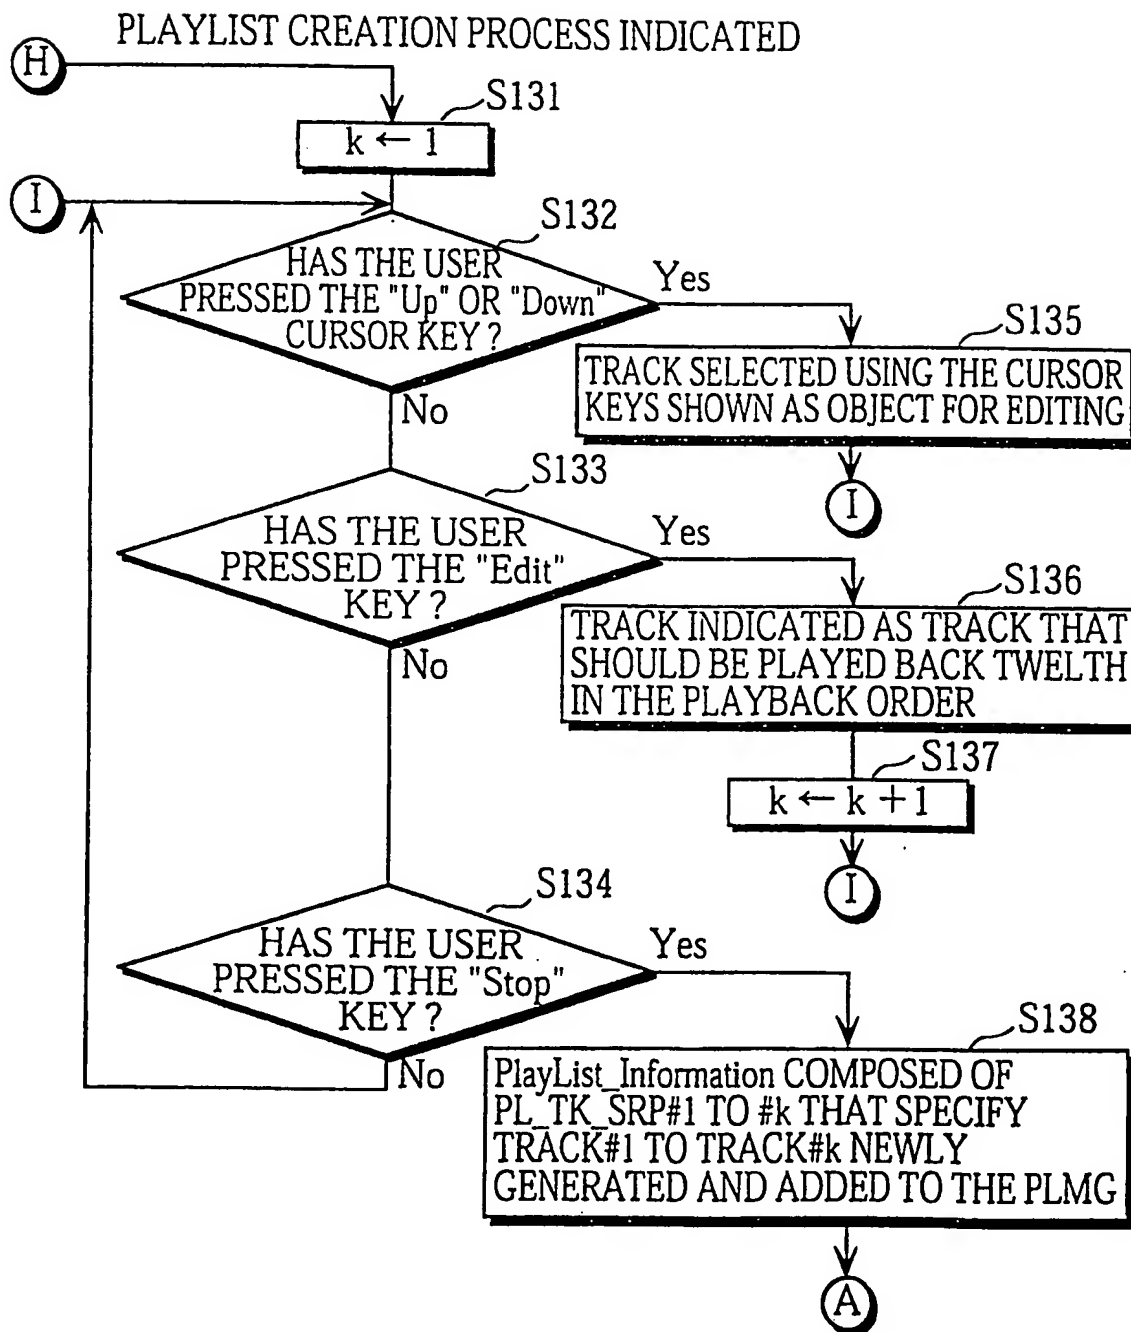 PLAYLIST CREATION PROCESS INDICATED
H
S131
k ← 1
I
S132
HAS THE USER
PRESSED THE "Up" OR "Down"
CURSOR KEY ?
Yes
No
S135
TRACK SELECTED USING THE CURSOR
KEYS SHOWN AS OBJECT FOR EDITING
I
S133
HAS THE USER
PRESSED THE "Edit"
KEY ?
Yes
No
S136
TRACK INDICATED AS TRACK THAT
SHOULD BE PLAYED BACK TWELTH
IN THE PLAYBACK ORDER
S137
k ← k + 1
I
S134
HAS THE USER
PRESSED THE "Stop"
KEY ?
Yes
No
S138
PlayList_Information COMPOSED OF
PL_TK_SRP#1 TO #k THAT SPECIFY
TRACK#1 TO TRACK#k NEWLY
GENERATED AND ADDED TO THE PLMG
A